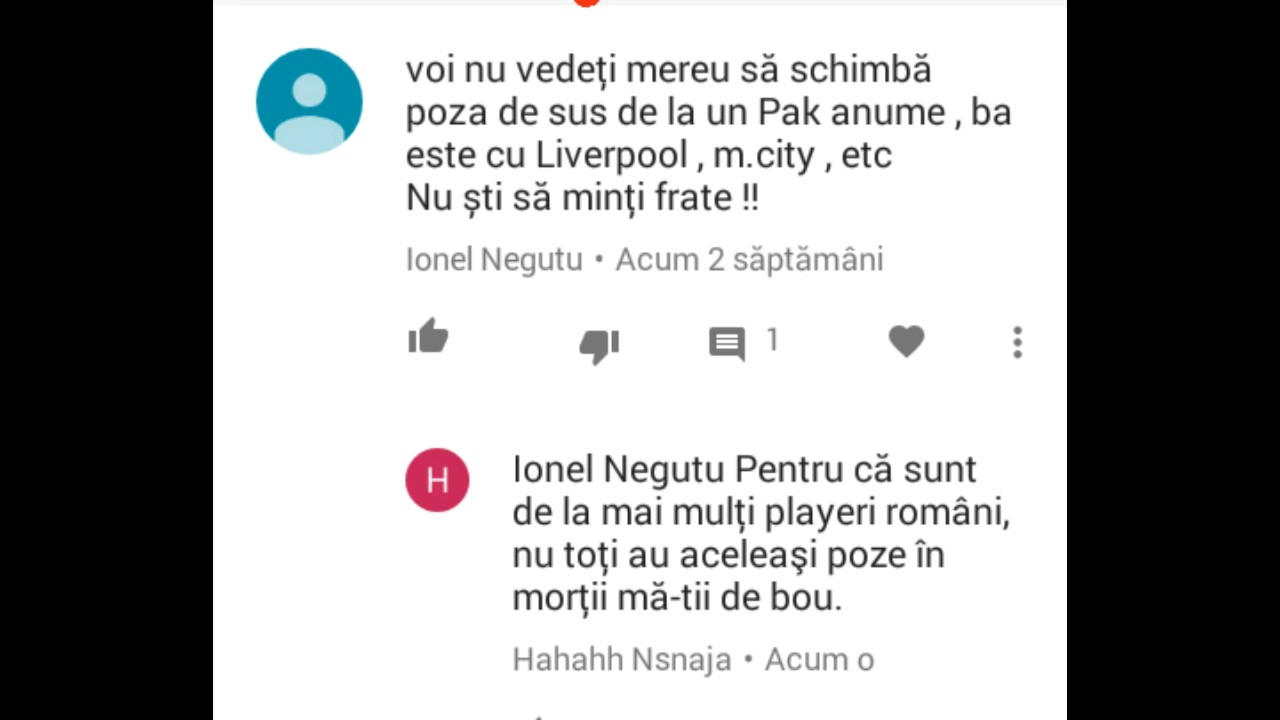 voi nu vedeți mereu să schimbă
poza de sus de la un Pak anume , ba
este cu Liverpool , m.city , etc
Nu ști să minți frate !!
Ionel Negutu • Acum 2 săptămâni
1
H
Ionel Negutu Pentru că sunt
de la mai mulți playeri români,
nu toți au aceleaşi poze în
morții mă-tii de bou.
Hahahh Nsnaja • Acum o